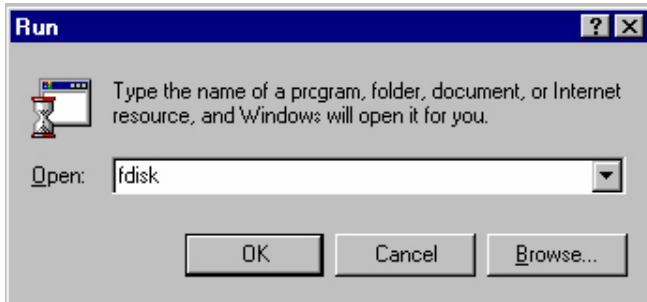 Run
Type the name of a program, folder, document, or Internet
resource, and Windows will open it for you.
Open: fdisk
OK Cancel Browse...